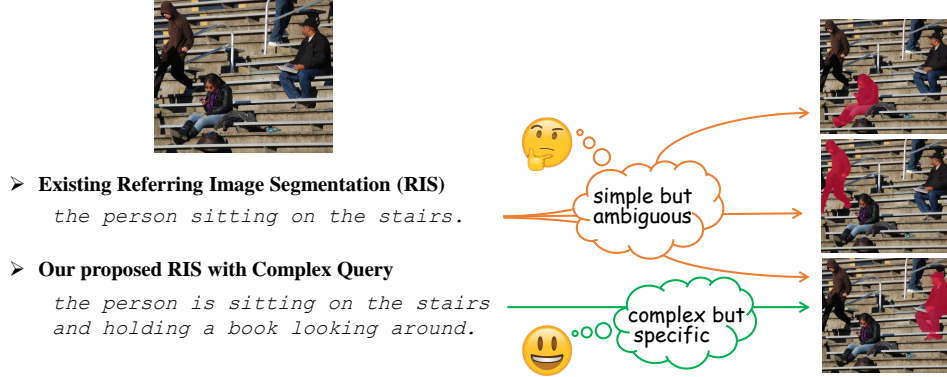 Existing Referring Image Segmentation (RIS)
the person sitting on the stairs.
Our proposed RIS with Complex Query
the person is sitting on the stairs
and holding a book looking around.
simple but
ambiguous
complex but
specific